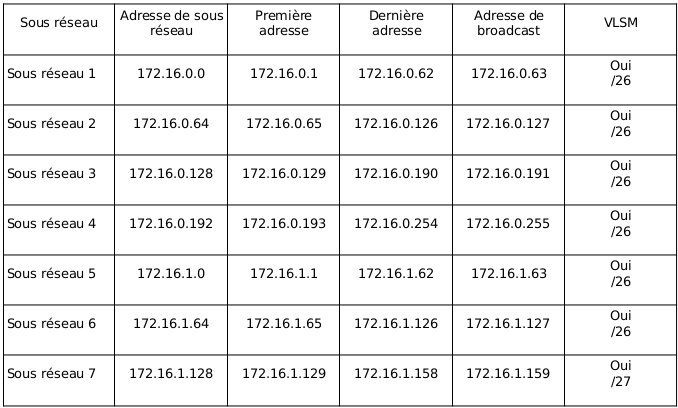 Sous réseau
Adresse de sous
réseau
Première
adresse
Dernière
adresse
Adresse de
broadcast
VLSM
Sous réseau 1
172.16.0.0
172.16.0.1
172.16.0.62
172.16.0.63
Oui
/26
Sous réseau 2
172.16.0.64
172.16.0.65
172.16.0.126
172.16.0.127
Oui
/26
Sous réseau 3
172.16.0.128
172.16.0.129
172.16.0.190
172.16.0.191
Oui
/26
Sous réseau 4
172.16.0.192
172.16.0.193
172.16.0.254
172.16.0.255
Oui
/26
Sous réseau 5
172.16.1.0
172.16.1.1
172.16.1.62
172.16.1.63
Oui
/26
Sous réseau 6
172.16.1.64
172.16.1.65
172.16.1.126
172.16.1.127
Oui
/26
Sous réseau 7
172.16.1.128
172.16.1.129
172.16.1.158
172.16.1.159
Oui
/27